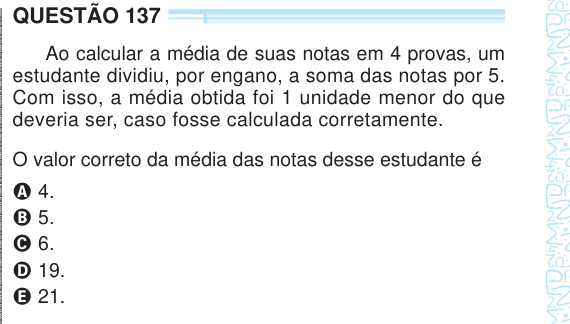 QUESTÃO 137
Ao calcular a média de suas notas em 4 provas, um
estudante dividiu, por engano, a soma das notas por 5.
Com isso, a média obtida foi 1 unidade menor do que
deveria ser, caso fosse calculada corretamente.
O valor correto da média das notas desse estudante é
A 4.
B 5.
C 6.
D 19.
E 21.